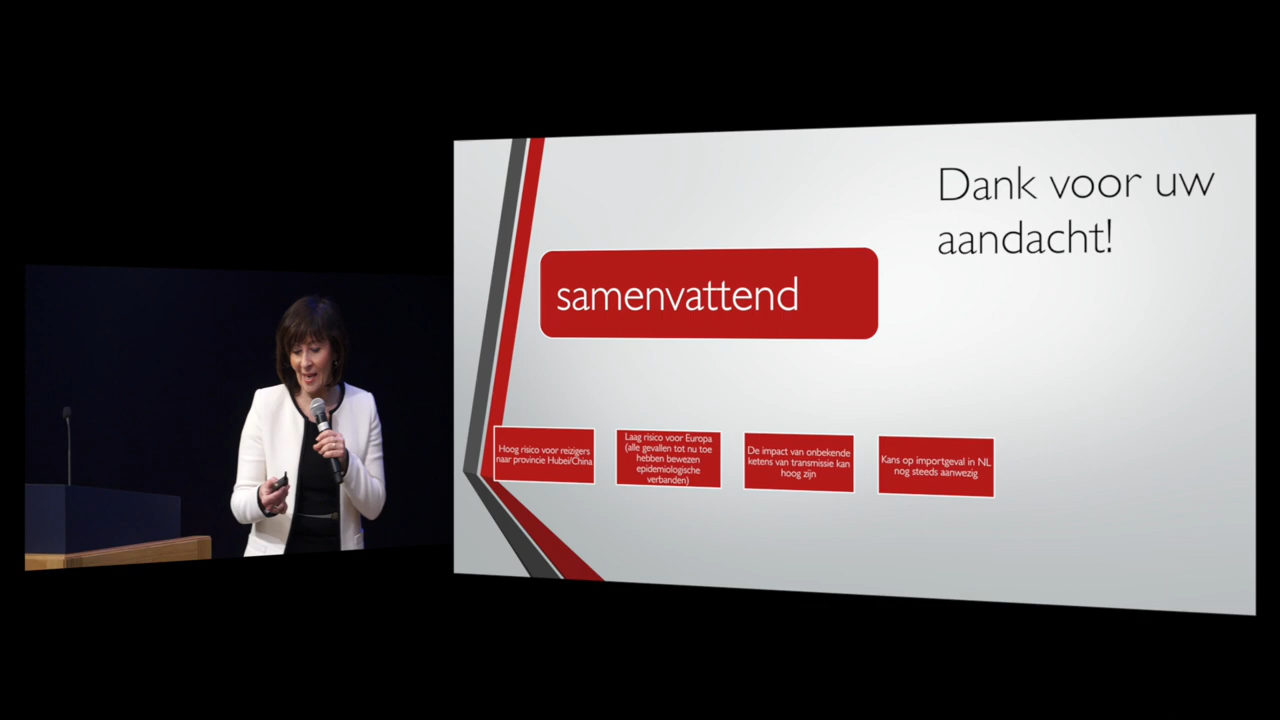 Dank voor uw
aandacht!
samenvattend
Hoog risico voor reizigers
naar provincie Hubei/China
Laag risico voor Europa
(alle gevallen tot nu toe
hebben bewezen
epidemiologische
verbanden)
De impact van onbekende
ketens van transmissie kan
hoog zijn
Kans op importgeval in NL
nog steeds aanwezig